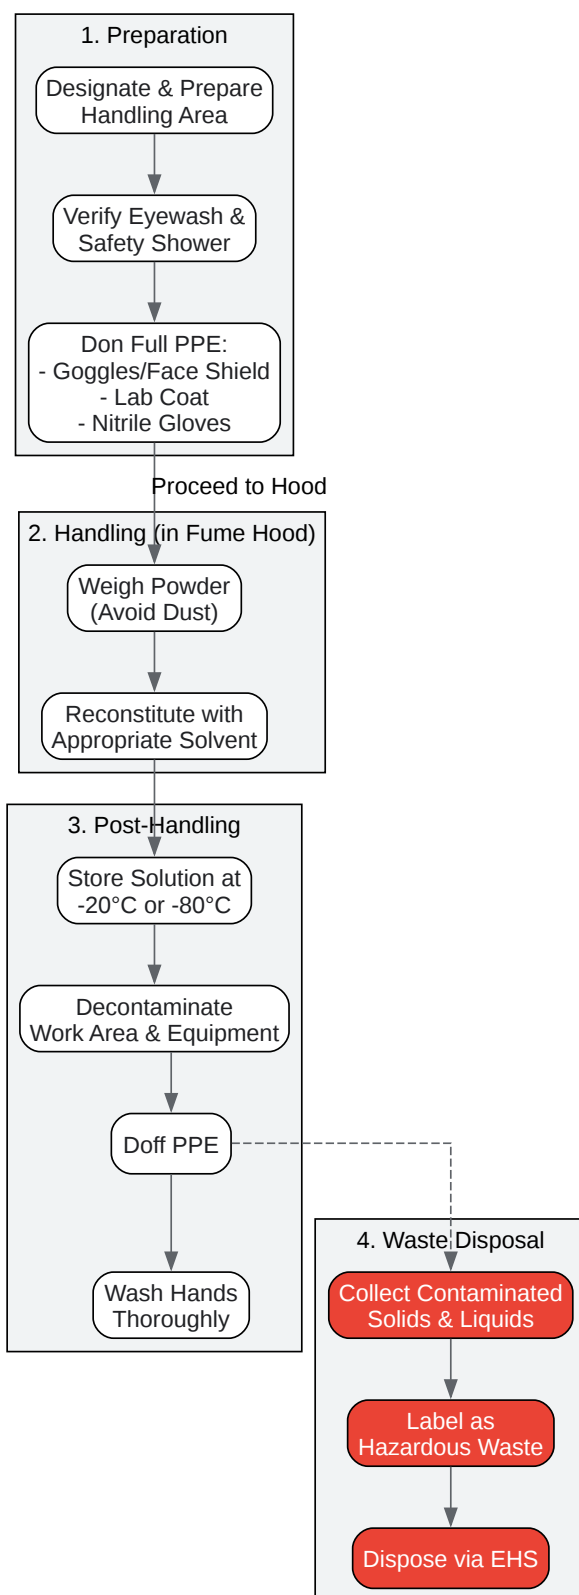 1. Preparation
Designate & Prepare
Handling Area
Verify Eyewash &
Safety Shower
Don Full PPE:
- Goggles/Face Shield
- Lab Coat
- Nitrile Gloves
Proceed to Hood
2. Handling (in Fume Hood)
Weigh Powder
(Avoid Dust)
Reconstitute with
Appropriate Solvent
3. Post-Handling
Store Solution at
-20°C or -80°C
Decontaminate
Work Area & Equipment
Doff PPE
Wash Hands
Thoroughly
4. Waste Disposal
Collect Contaminated
Solids & Liquids
Label as
Hazardous Waste
Dispose via EHS